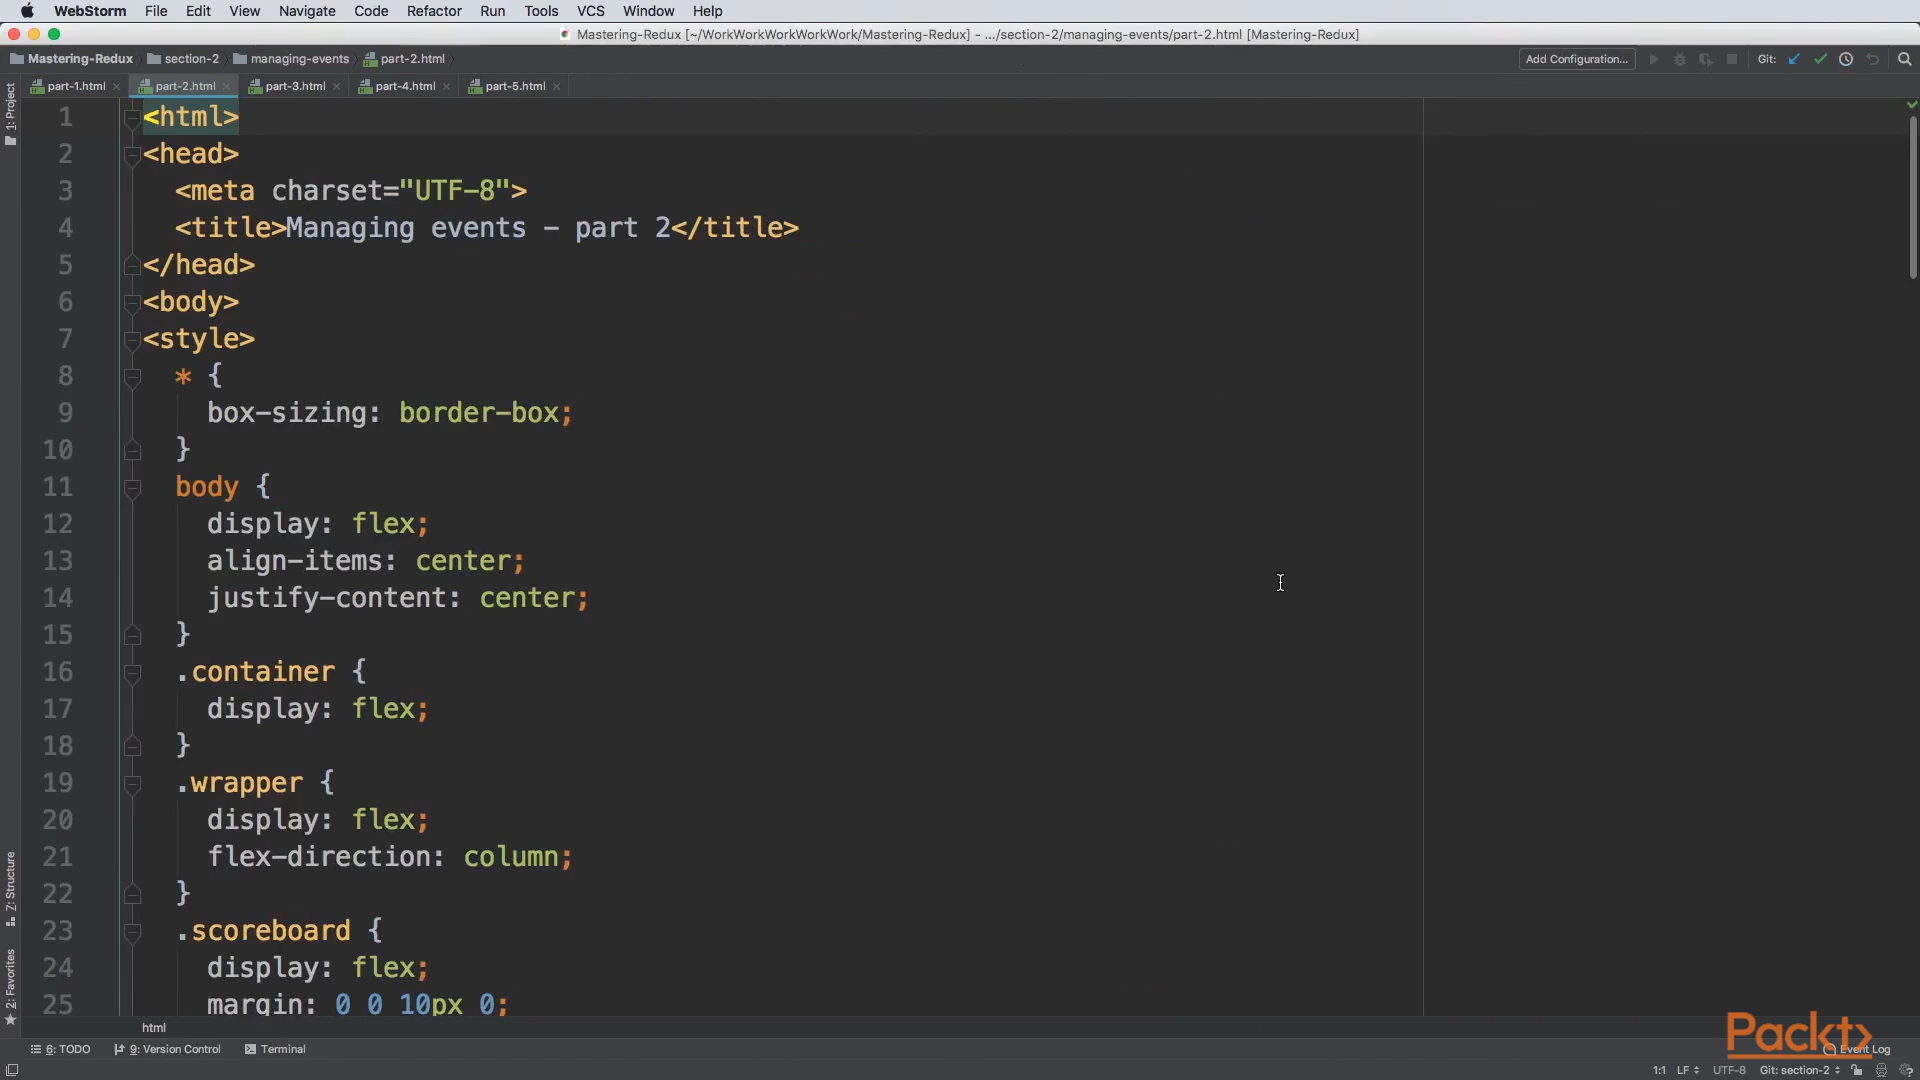 WebStorm File Edit View Navigate Code Refactor Run Tools VCS Window Help
Mastering-Redux [~/WorkWorkWorkWorkWork/Mastering-Redux] - .../section-2/managing-events/part-2.html [Mastering-Redux]
Mastering-Redux section-2 managing-events part-2.html Add Configuration... Git:
part-1.html part-2.html part-3.html part-4.html part-5.html
1: Project
1 <html>
2 <head>
3 <meta charset="UTF-8">
4 <title>Managing events - part 2</title>
5 </head>
6 <body>
7 <style>
8 * {
9 box-sizing: border-box;
10 }
11 body {
12 display: flex;
13 align-items: center;
14 justify-content: center;
15 }
16 .container {
17 display: flex;
18 }
19 .wrapper {
20 display: flex;
21 flex-direction: column;
22 }
23 .scoreboard {
24 display: flex;
25 margin: 0 0 10px 0;
Z: Structure
2: Favorites
html
6: TODO 9: Version Control Terminal Event Log
Packt>
1:1 LF UTF-8 Git: section-2